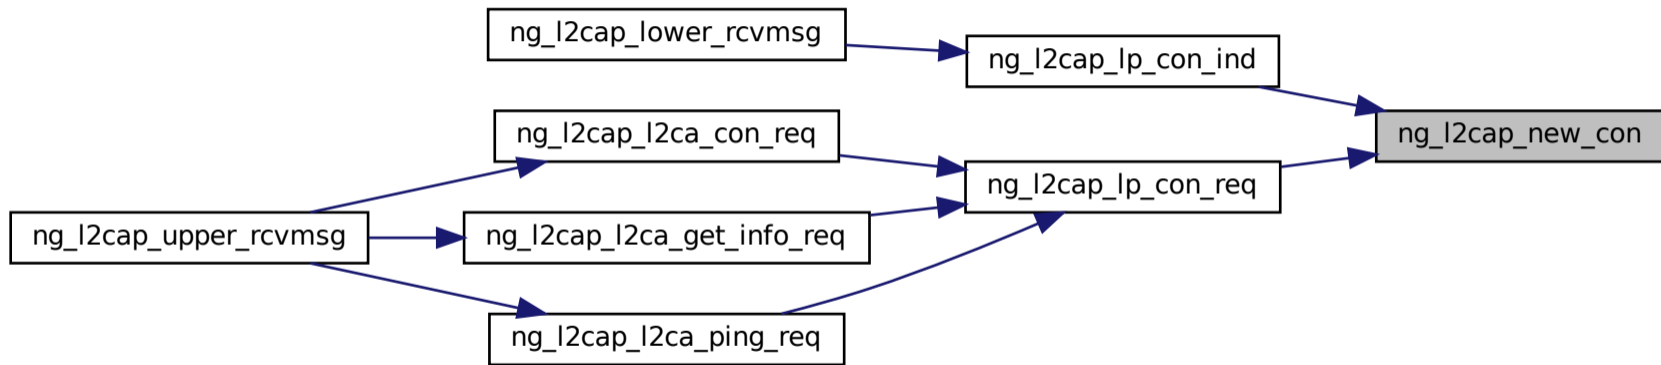 ng_l2cap_lower_rcvmsg
ng_l2cap_lp_con_ind
ng_l2cap_l2ca_con_req
ng_l2cap_new_con
ng_l2cap_lp_con_req
ng_l2cap_upper_rcvmsg
ng_l2cap_l2ca_get_info_req
ng_l2cap_l2ca_ping_req